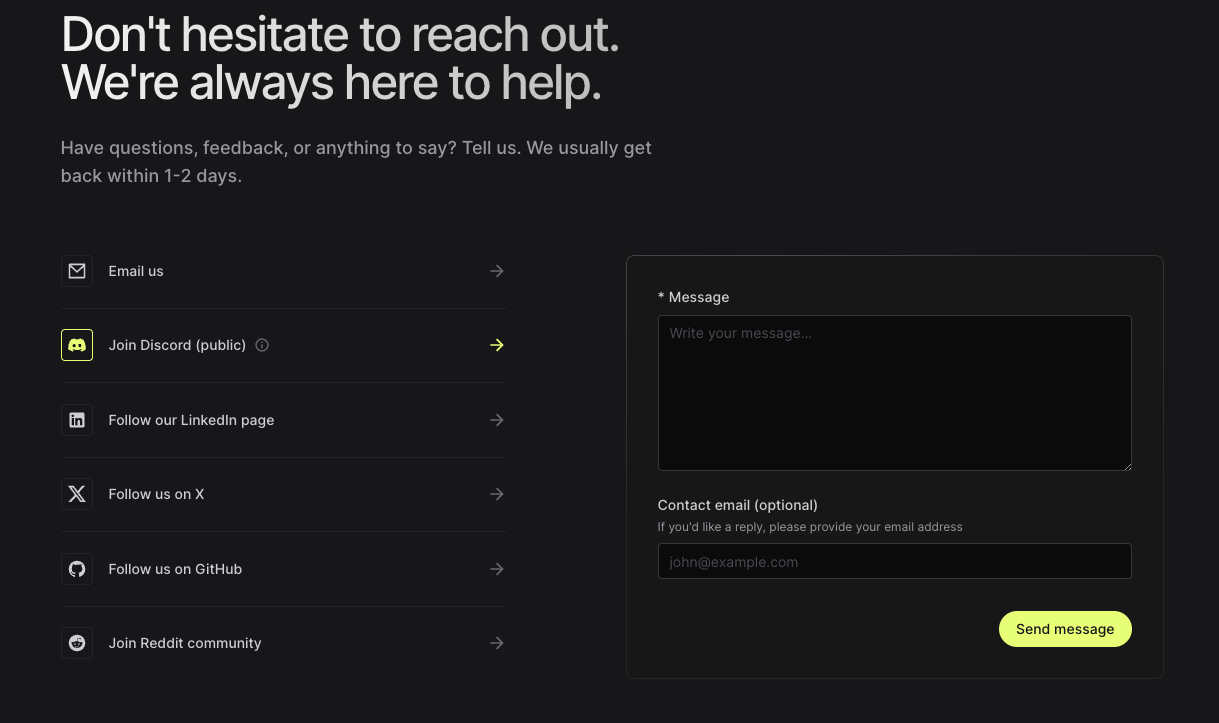 Don't hesitate to reach out.
We're always here to help.
Have questions, feedback, or anything to say? Tell us. We usually get
back within 1-2 days.
Email us
Join Discord (public)
Follow our LinkedIn page
Follow us on X
Follow us on GitHub
Join Reddit community
* Message
Write your message...
Contact email (optional)
If you'd like a reply, please provide your email address
john@example.com
Send message